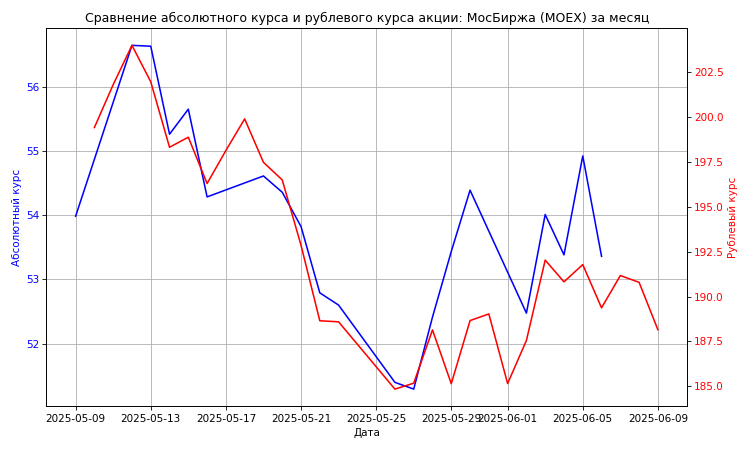 Сравнение абсолютного курса и рублевого курса акции: МосБиржа (MOEX) за месяц
Абсолютный курс
56
55
54
53
52
202.5
200.0
197.5
195.0
192.5
190.0
187.5
185.0
Рублевый курс
2025-05-09 2025-05-13 2025-05-17 2025-05-21 2025-05-25 2025-05-29 2025-06-01 2025-06-05 2025-06-09
Дата